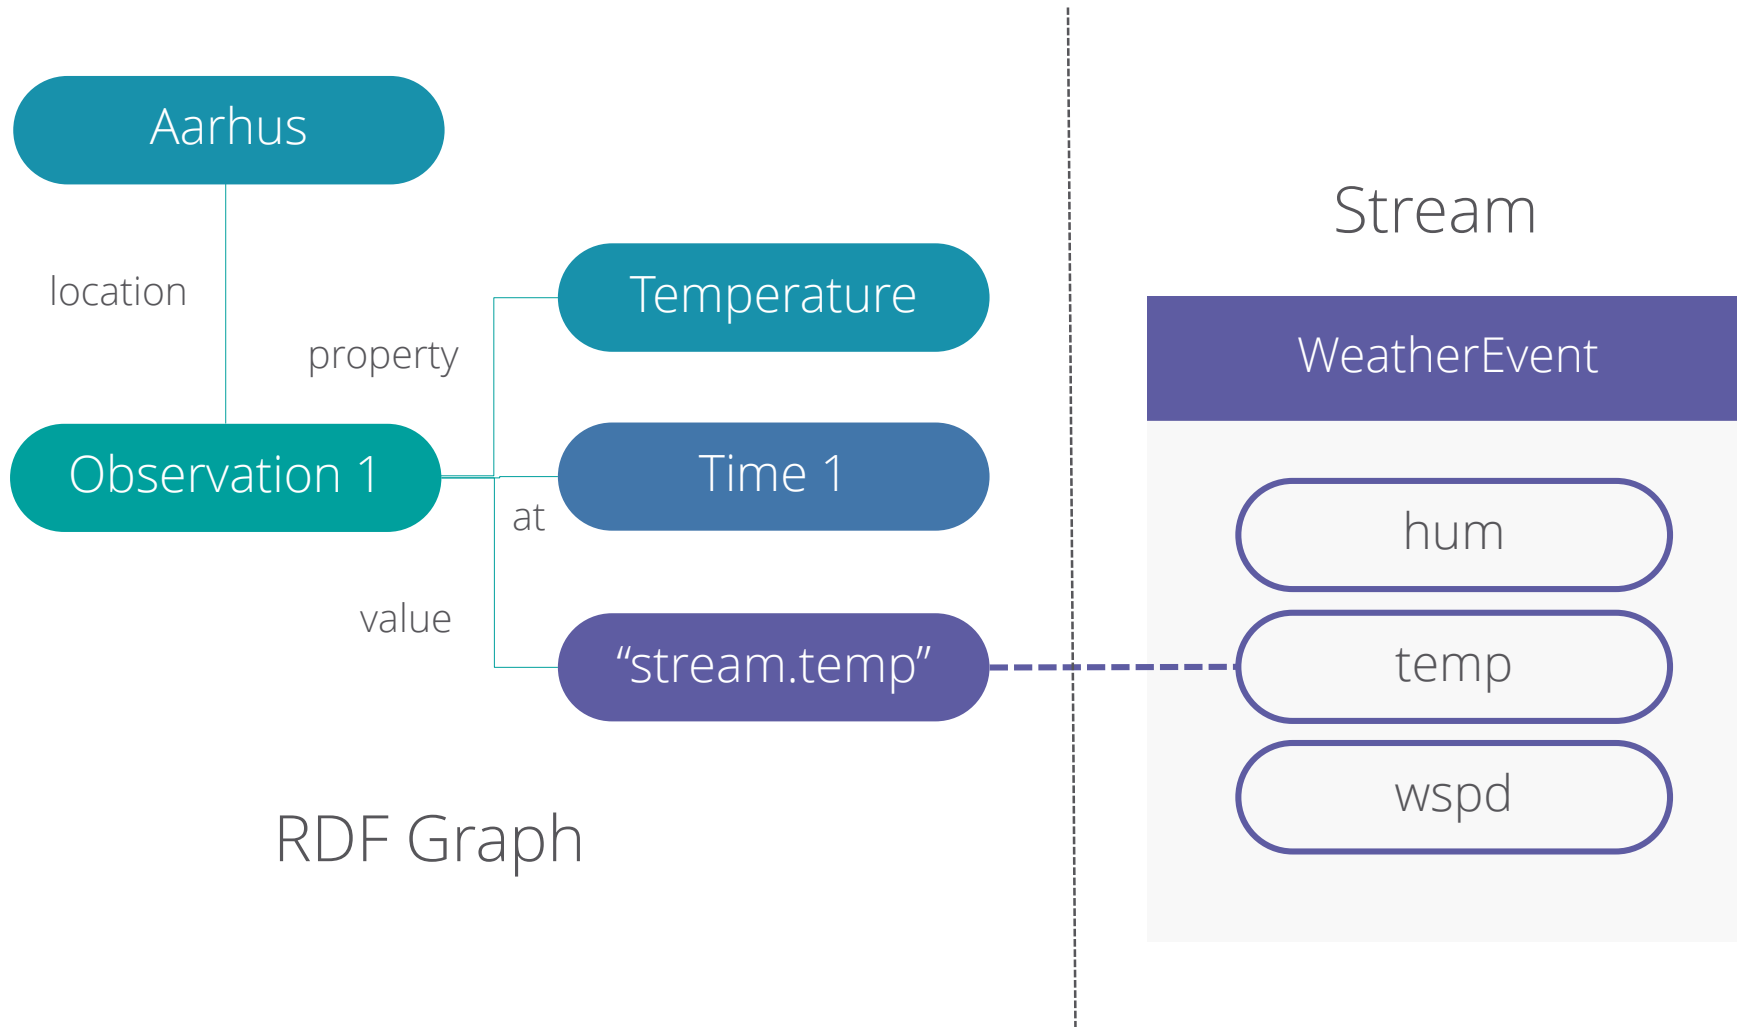 Aarhus
location
property
Temperature
Observation 1
Time 1
at
value
“stream.temp”
RDF Graph
Stream
WeatherEvent
hum
temp
wspd